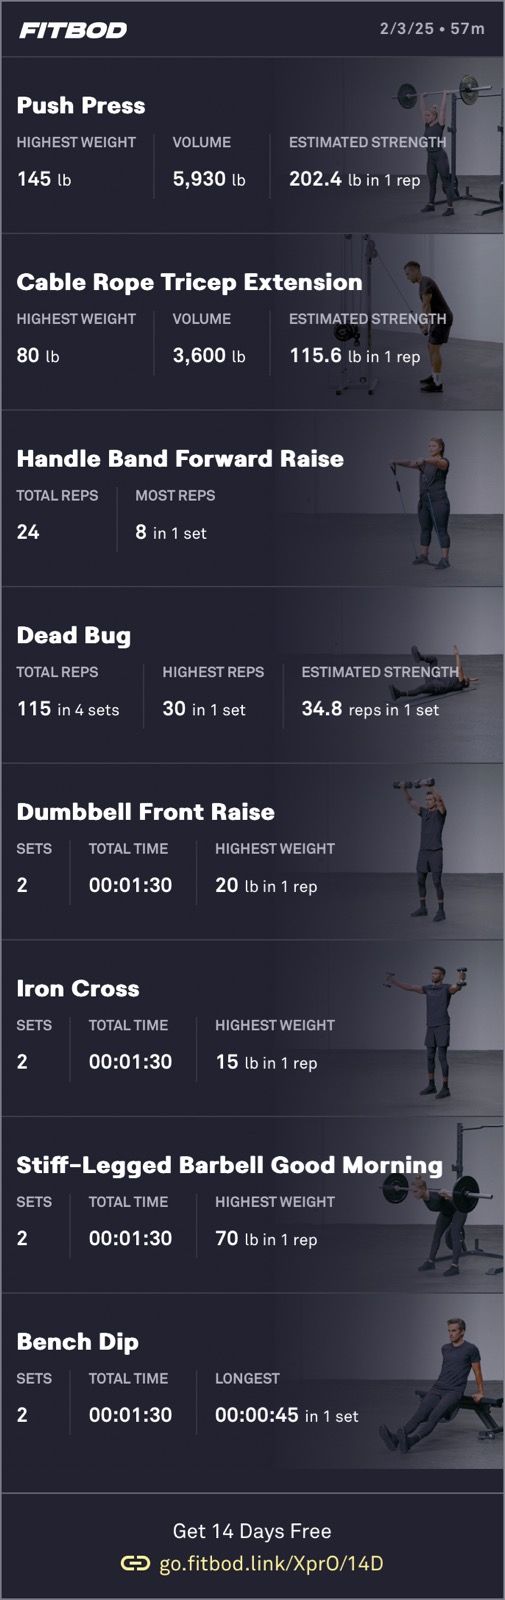 FITBOD
2/3/25 • 57m
Push Press
HIGHEST WEIGHT VOLUME ESTIMATED STRENGTH
145 lb 5,930 lb 202.4 lb in 1 rep
Cable Rope Tricep Extension
HIGHEST WEIGHT VOLUME ESTIMATED STRENGTH
80 lb 3,600 lb 115.6 lb in 1 rep
Handle Band Forward Raise
TOTAL REPS MOST REPS
24 8 in 1 set
Dead Bug
TOTAL REPS HIGHEST REPS ESTIMATED STRENGTH
115 in 4 sets 30 in 1 set 34.8 reps in 1 set
Dumbbell Front Raise
SETS TOTAL TIME HIGHEST WEIGHT
2 00:01:30 20 lb in 1 rep
Iron Cross
SETS TOTAL TIME HIGHEST WEIGHT
2 00:01:30 15 lb in 1 rep
Stiff-Legged Barbell Good Morning
SETS TOTAL TIME HIGHEST WEIGHT
2 00:01:30 70 lb in 1 rep
Bench Dip
SETS TOTAL TIME LONGEST
2 00:01:30 00:00:45 in 1 set
Get 14 Days Free
go.fitbod.link/XprO/14D